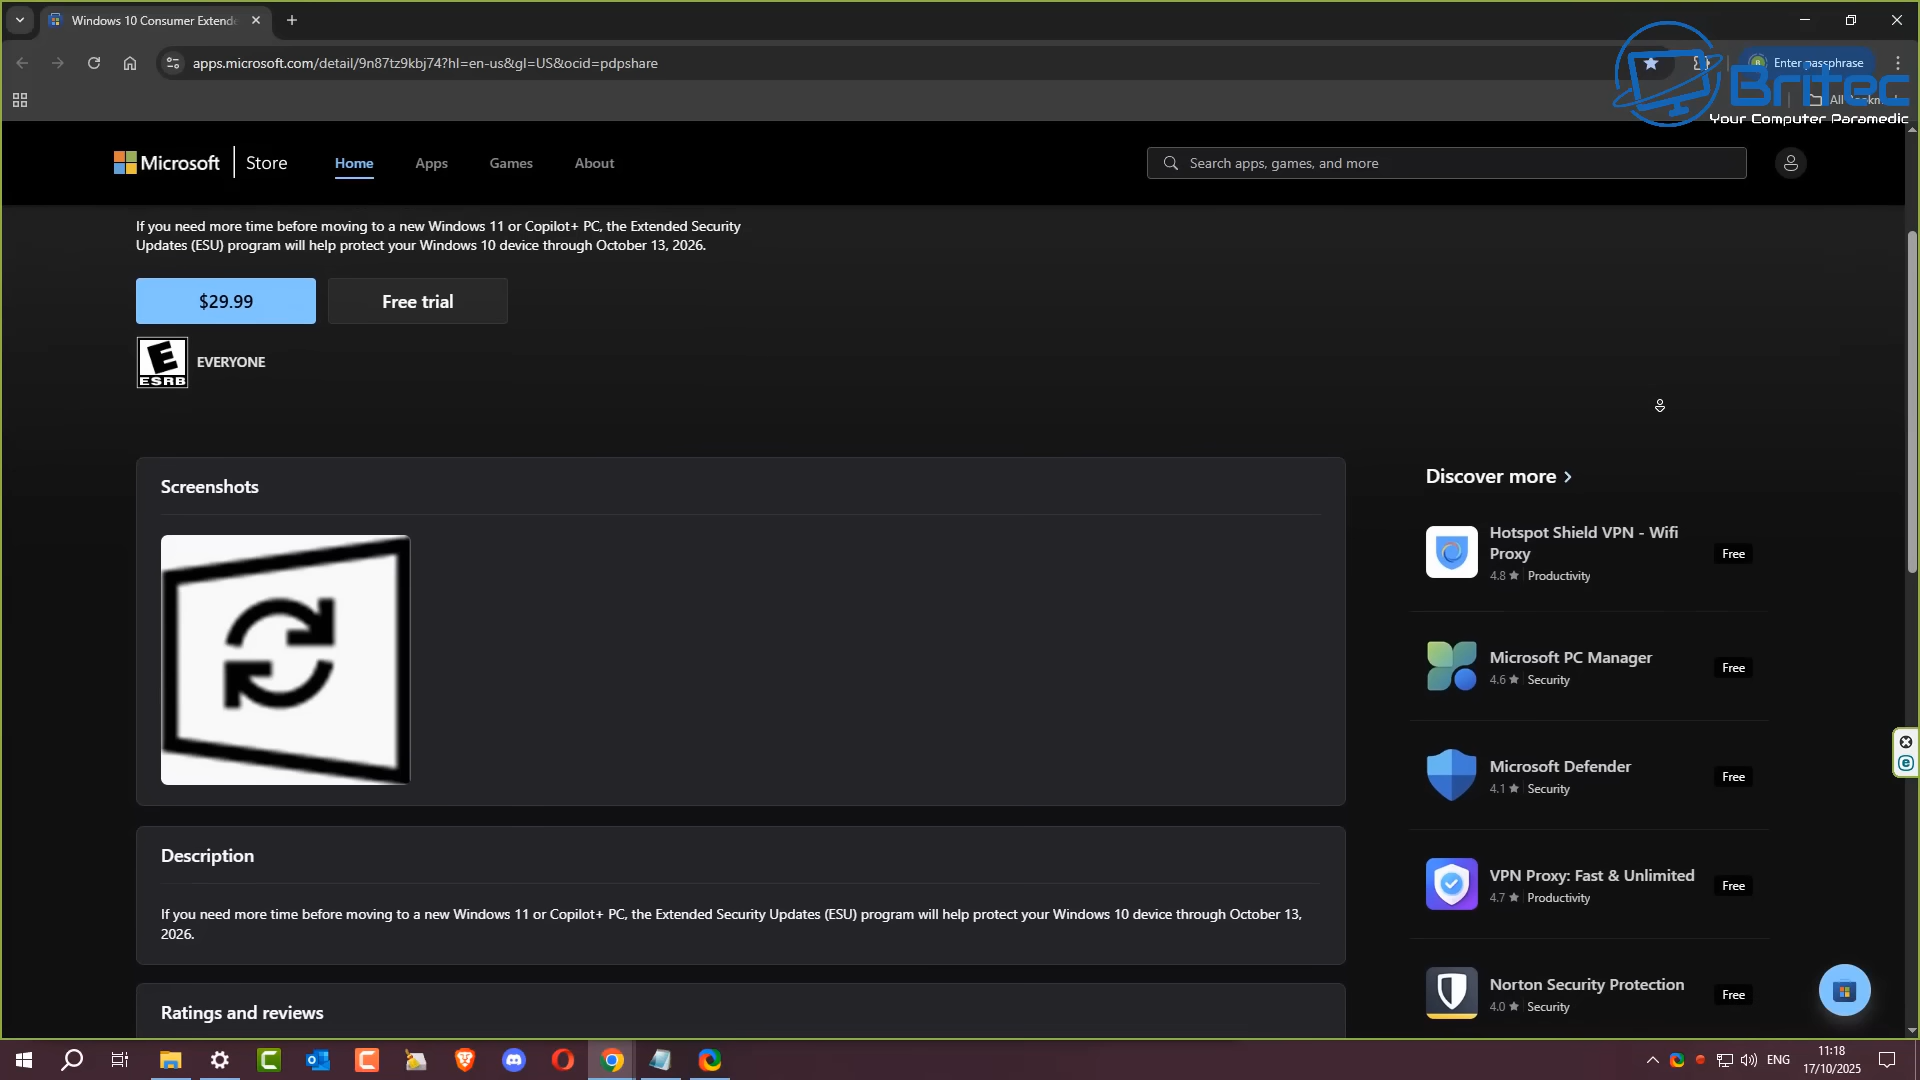 Windows 10 Consumer Extende
apps.microsoft.com/detail/9n87tz9kbj74?hl=en-us&gl=US&ocid=pdpshare
Enter passphrase
Britec
Your Computer Paramedic
Microsoft Store
Home
Apps
Games
About
Search apps, games, and more
If you need more time before moving to a new Windows 11 or Copilot+ PC, the Extended Security
Updates (ESU) program will help protect your Windows 10 device through October 13, 2026.
$29.99
Free trial
E
ESRB
EVERYONE
Screenshots
Description
If you need more time before moving to a new Windows 11 or Copilot+ PC, the Extended Security Updates (ESU) program will help protect your Windows 10 device through October 13,
2026.
Ratings and reviews
Discover more
Hotspot Shield VPN - Wifi
Proxy
4.8 ★ Productivity
Free
Microsoft PC Manager
4.6 ★ Security
Free
Microsoft Defender
4.1 ★ Security
Free
VPN Proxy: Fast & Unlimited
4.7 ★ Productivity
Free
Norton Security Protection
4.0 ★ Security
Free
ENG
11:18
17/10/2025